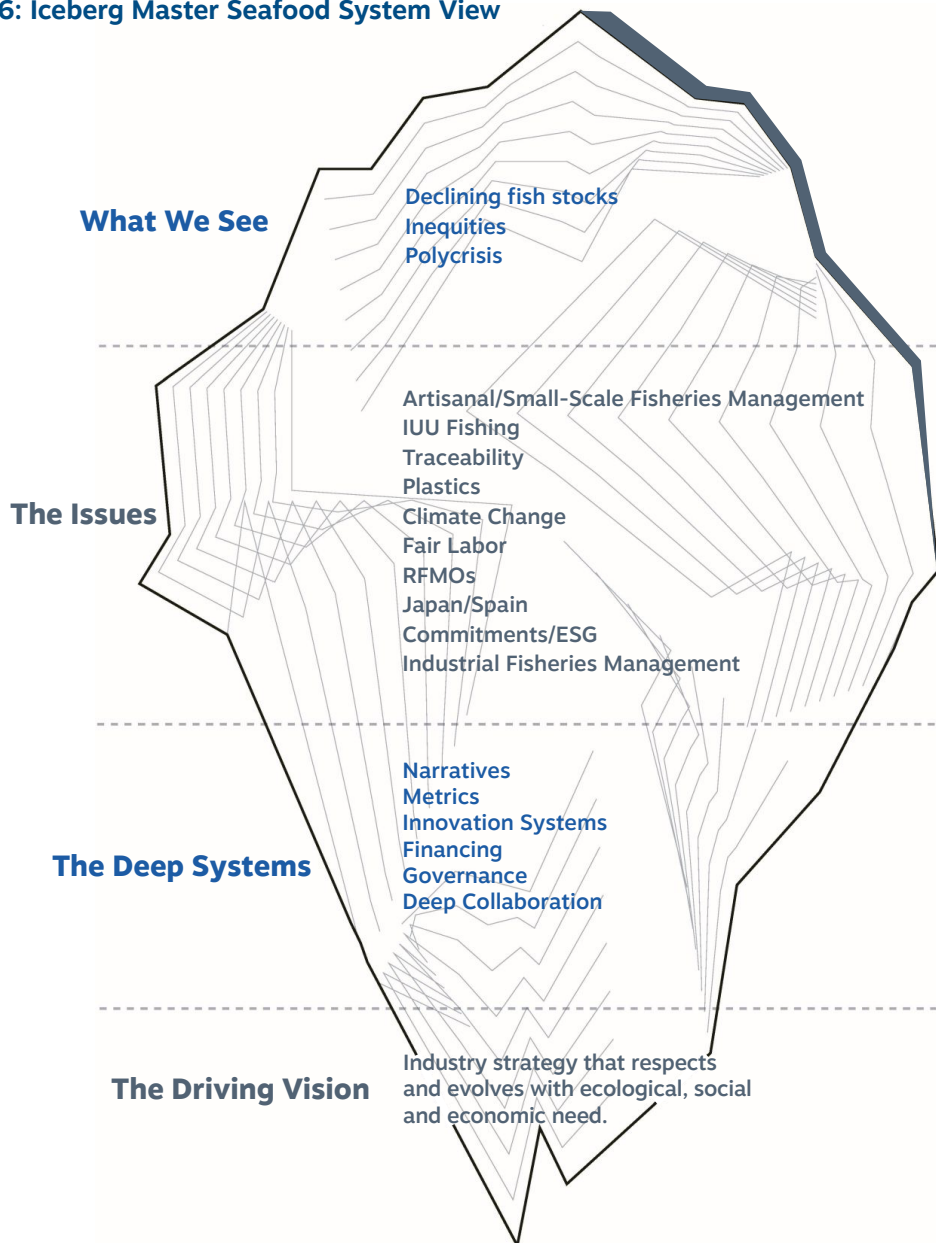 6: Iceberg Master Seafood System View
What We See
Declining fish stocks
Inequities
Polycrisis
The Issues
Artisanal/Small-Scale Fisheries Management
IUU Fishing
Traceability
Plastics
Climate Change
Fair Labor
RFMOs
Japan/Spain
Commitments/ESG
Industrial Fisheries Management
The Deep Systems
Narratives
Metrics
Innovation Systems
Financing
Governance
Deep Collaboration
The Driving Vision
Industry strategy that respects
and evolves with ecological, social
and economic need.